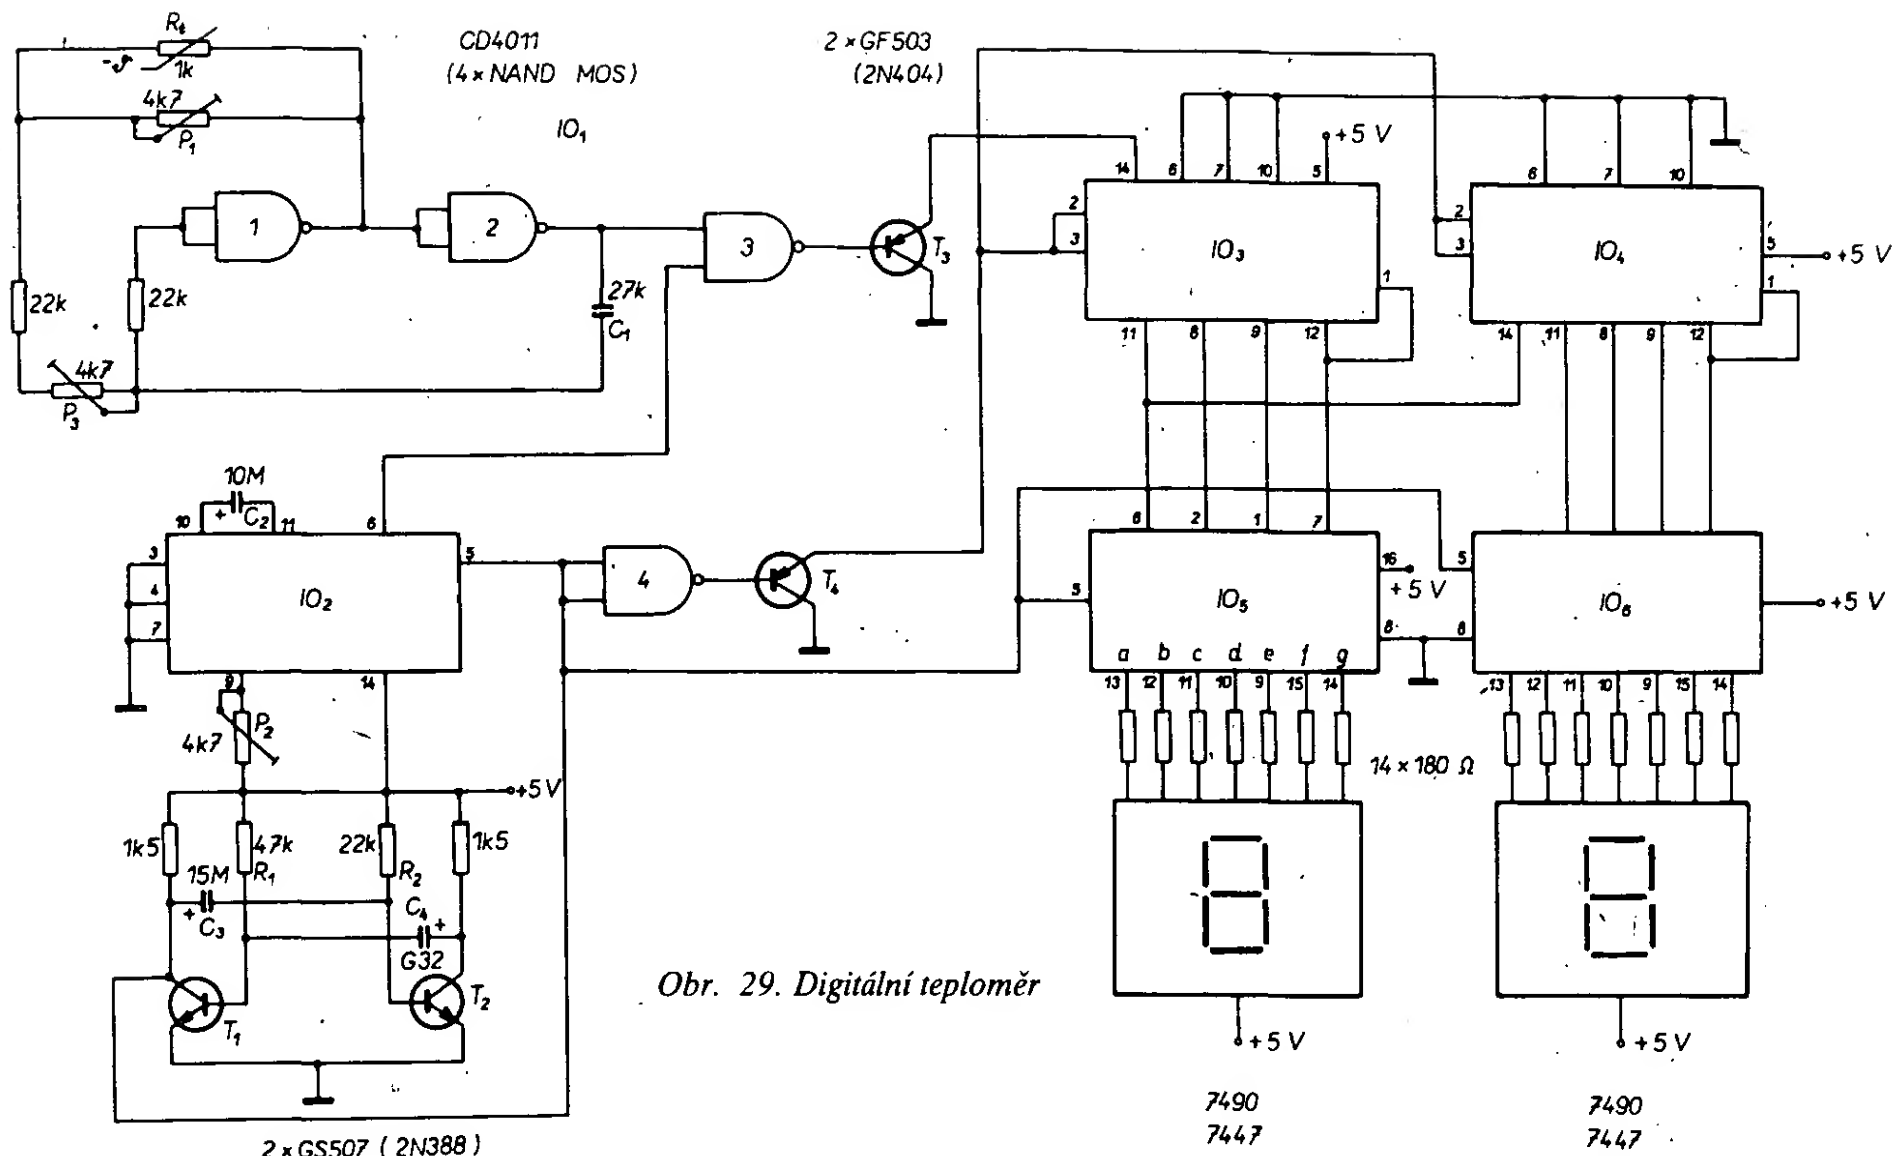 Rt
-ϑ
1k
4k7
P1
CD4011
(4×NAND MOS)
IO1
2×GF503
(2N404)
1
2
3
T3
22k
22k
27k
C1
4k7
P3
+5 V
14
6
7
10
5
2
3
IO3
1
11
8
9
12
6
7
10
2
3
IO4
5
+5 V
1
14
11
8
9
12
10M
+
C2
10
11
6
3
4
7
IO2
5
9
14
4
T4
P2
4k7
+5V
1k5
47k
R1
22k
R2
1k5
15M
+
C3
C4
+
G32
T1
T2
2×GS507 (2N388)
6
2
1
7
5
IO5
16
+5 V
8
a b c d e f g
13 12 11 10 9 15 14
5
IO6
+5 V
8
13 12 11 10 9 15 14
14×180 Ω
+5 V
+5 V
Obr. 29. Digitální teploměr
7490
7447
7490
7447